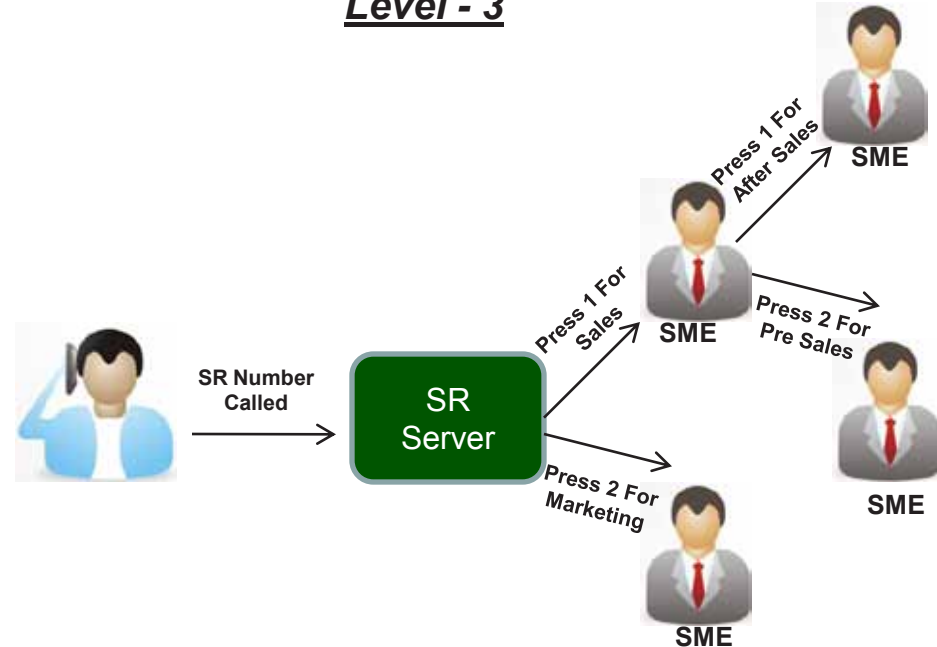 Level - 3
Press 1 For
After Sales
SME
Press 1 For
Sales
SME
Press 2 For
Pre Sales
SME
SR Number
Called
SR
Server
Press 2 For
Marketing
SME